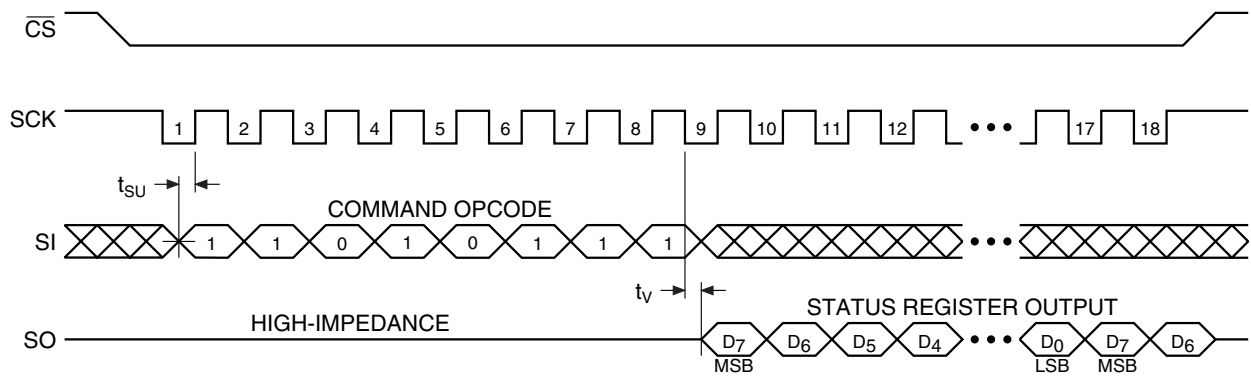 CS
SCK 1 2 3 4 5 6 7 8 9 10 11 12 ••• 17 18
tSU
COMMAND OPCODE
SI 1 1 0 1 0 1 1 1 •••
tV
HIGH-IMPEDANCE STATUS REGISTER OUTPUT
SO D7 D6 D5 D4 ••• D0 D7 D6
MSB LSB MSB